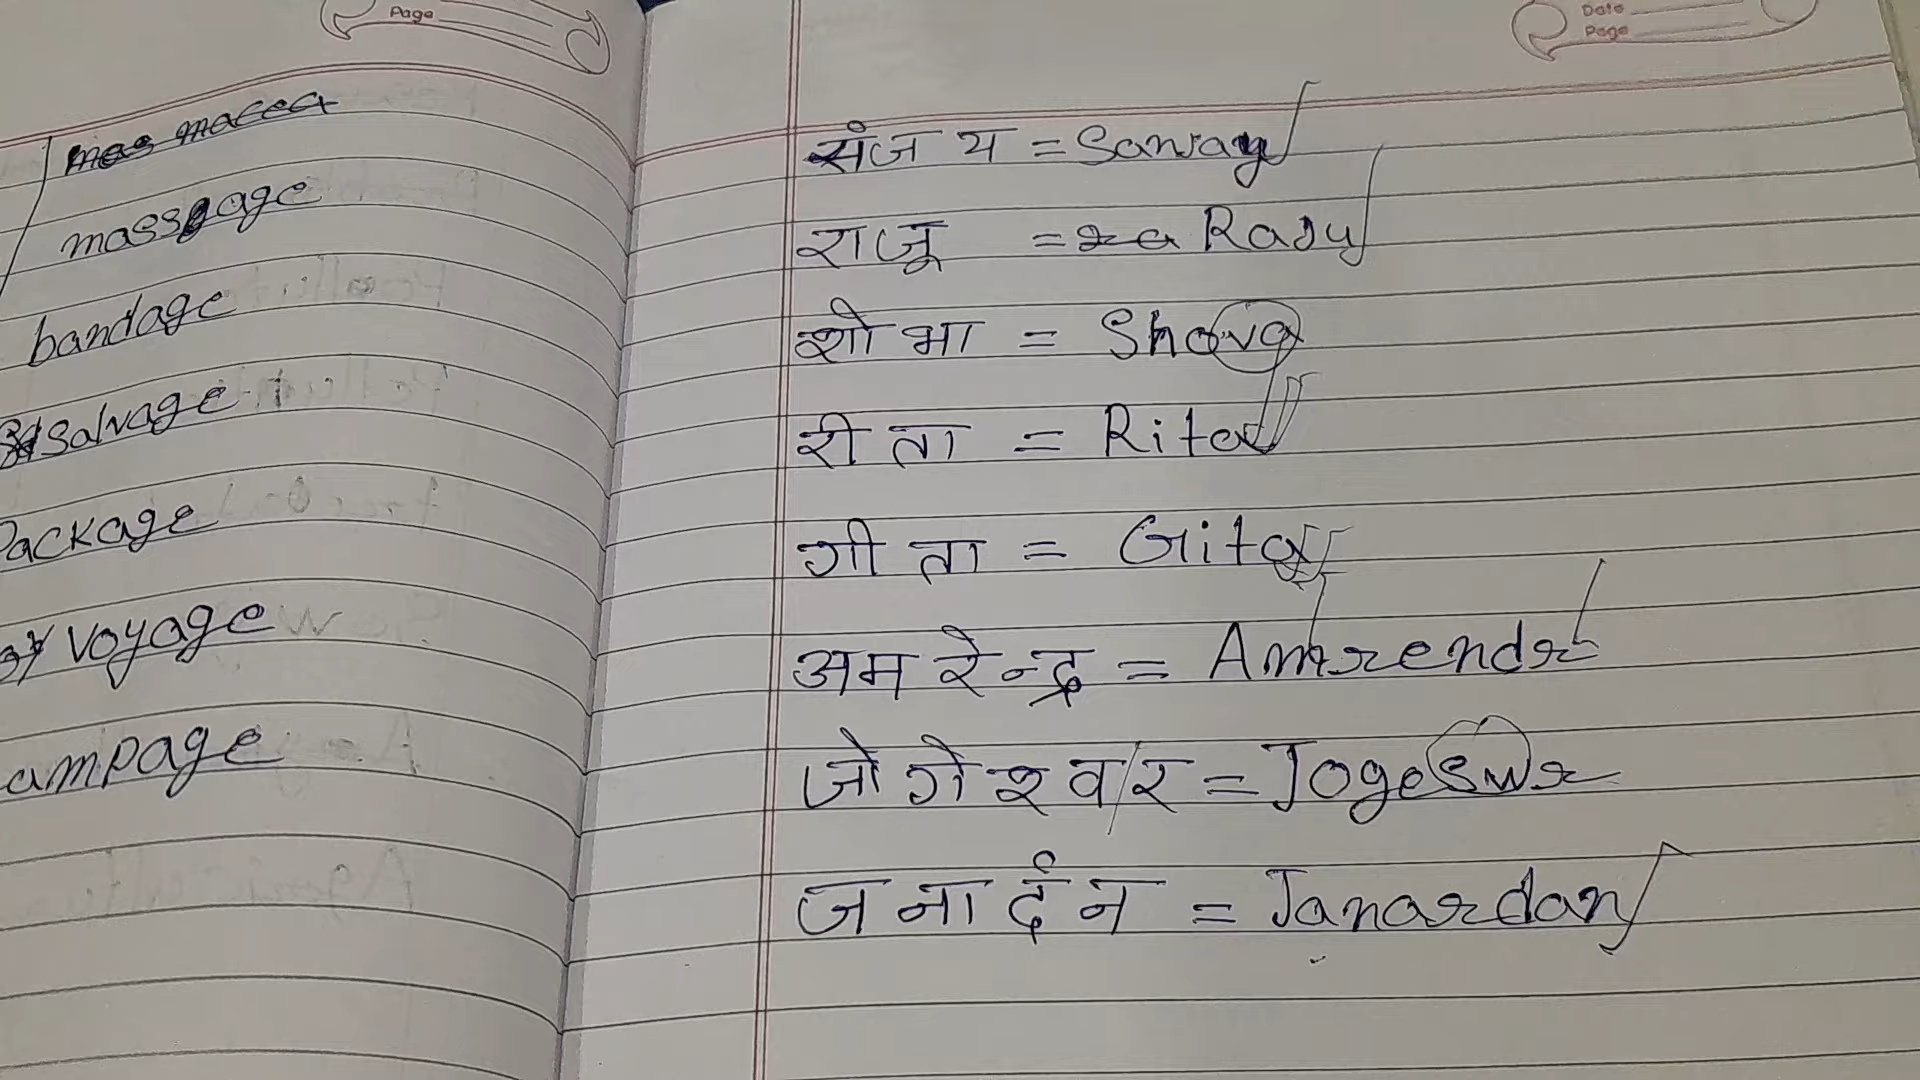 Page
massage
bandage
Salvage
Package
voyage
ampage
Date
Page
संजय = Sanjay
राजू = Raju
शोभा = Shova
रीता = Rita
गीता = Gita
अमरेन्द्र = Amrendr
जोगेश्वर = Jogeswr
जनार्दन = Janardan